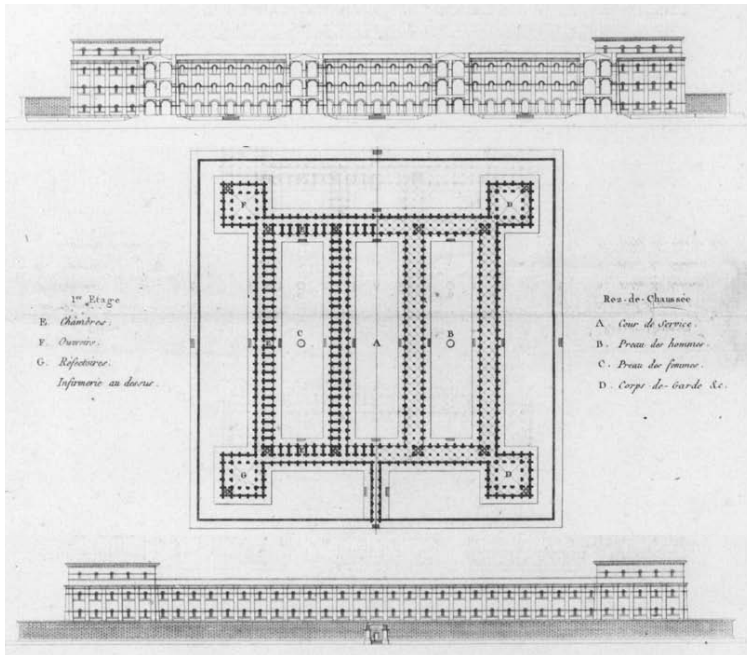 1er Etage
E. Chambres.
F. Ouvroirs.
G. Réfectoires.
Infirmerie au dessus.
F
D
C
B
E
A
G
D
Rez-de-Chaussée
A. Cour de Service.
B. Preau des hommes.
C. Preau des femmes.
D. Corps-de-Garde &c.